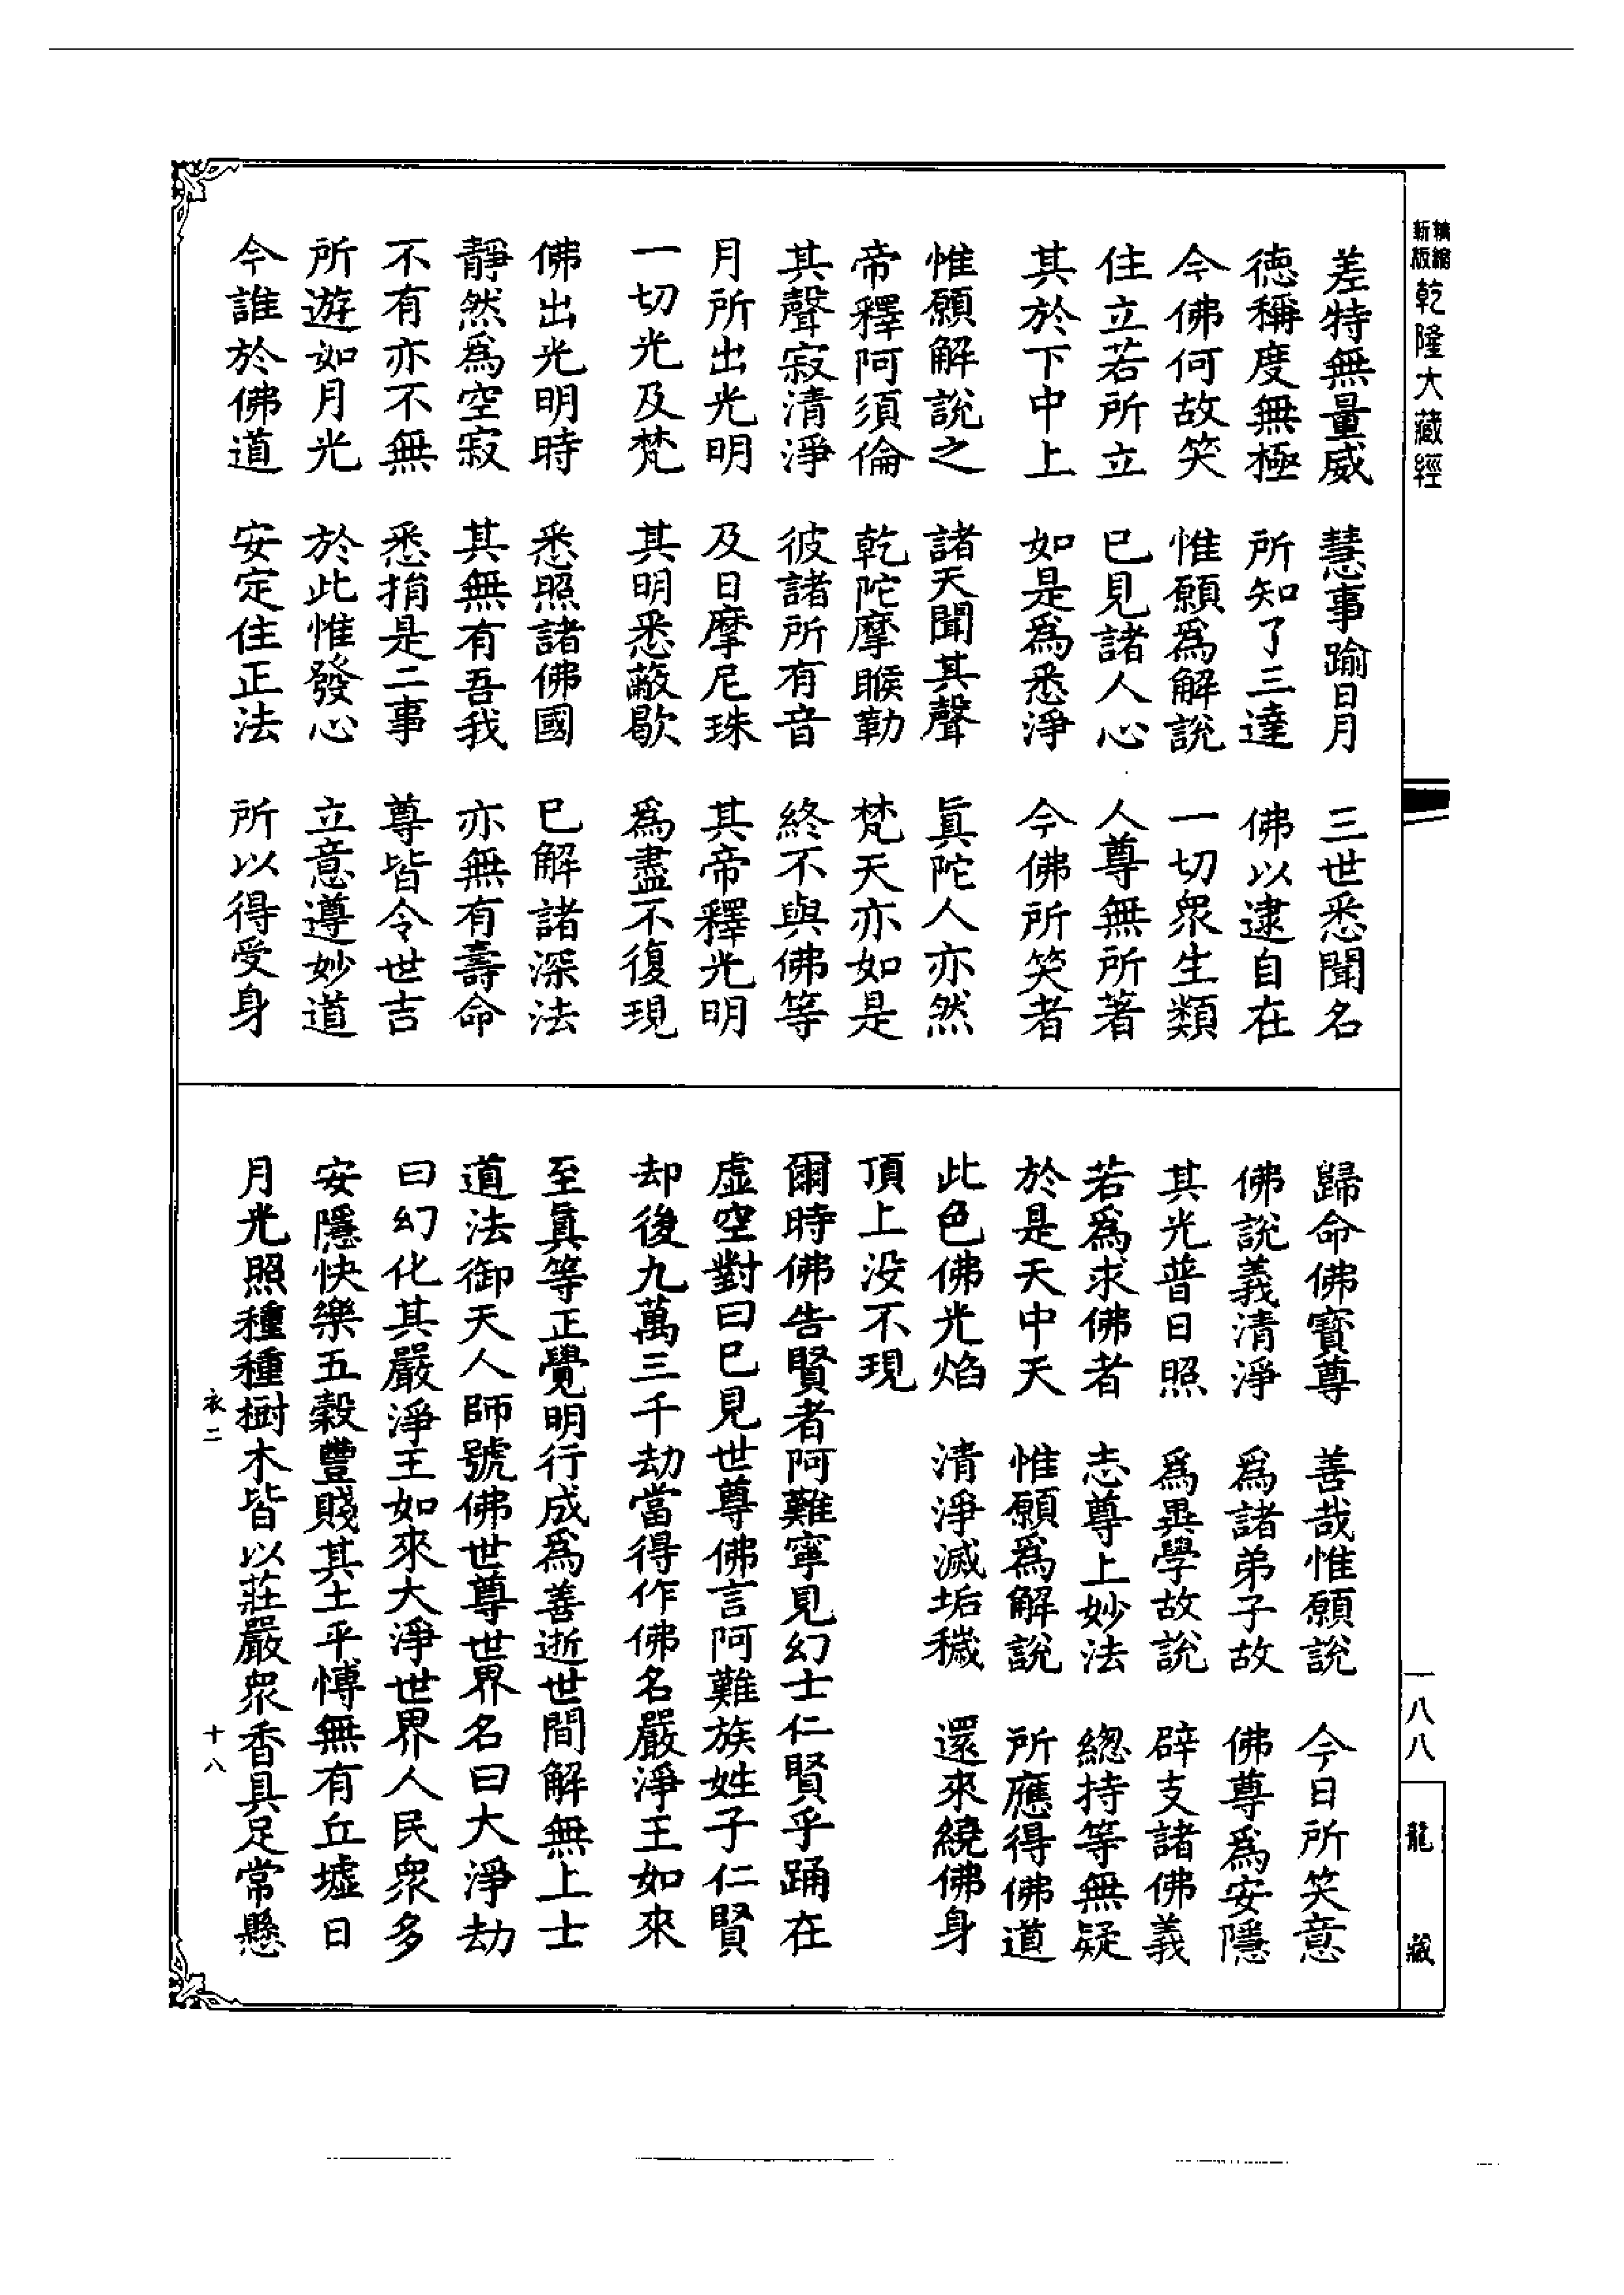 精縮
新版
乾隆大藏經
差特無量威　慧事踰日月　三世悉聞名
德稱度無極　所知了三達　佛以逮自在
今佛何故笑　惟願爲解說　一切衆生類
住立若所立　已見諸人心　人尊無所著
其於下中上　如是爲悉淨　今佛所笑者
惟願解說之　諸天聞其聲　眞陀人亦然
帝釋阿須倫　乾陀摩睺勒　梵天亦如是
其聲寂清淨　彼諸所有音　終不與佛等
月所出光明　及日摩尼珠　其帝釋光明
一切光及梵　其明悉蔽歇　爲盡不復現
佛出光明時　悉照諸佛國　已解諸深法
靜然爲空寂　其無有吾我　亦無有壽命
不有亦不無　悉捐是二事　尊皆令世吉
所遊如月光　於此惟發心　立意遵妙道
今誰於佛道　安定住正法　所以得受身
歸命佛寶尊　善哉惟願說　今日所笑意
佛說義清淨　爲諸弟子故　佛尊爲安隱
其光普日照　爲異學故說　辟支諸佛義
若爲求佛者　志尊上妙法　緫持等無疑
於是天中天　惟願爲解說　所應得佛道
此色佛光焰　清淨滅垢穢　還來繞佛身
頂上没不現
爾時佛告賢者阿難寧見幻士仁賢乎踊在
虛空對曰已見世尊佛言阿難族姓子仁賢
却後九萬三千劫當得作佛名嚴淨王如來
至眞等正覺明行成爲善逝世間解無上士
道法御天人師號佛世尊世界名曰大淨劫
曰幻化其嚴淨王如來大淨世界人民衆多
安隱快樂五榖豐賤其土平博無有丘墟日
月光照種種樹木皆以莊嚴衆香具足常懸
衣二
十八
一八八
龍藏